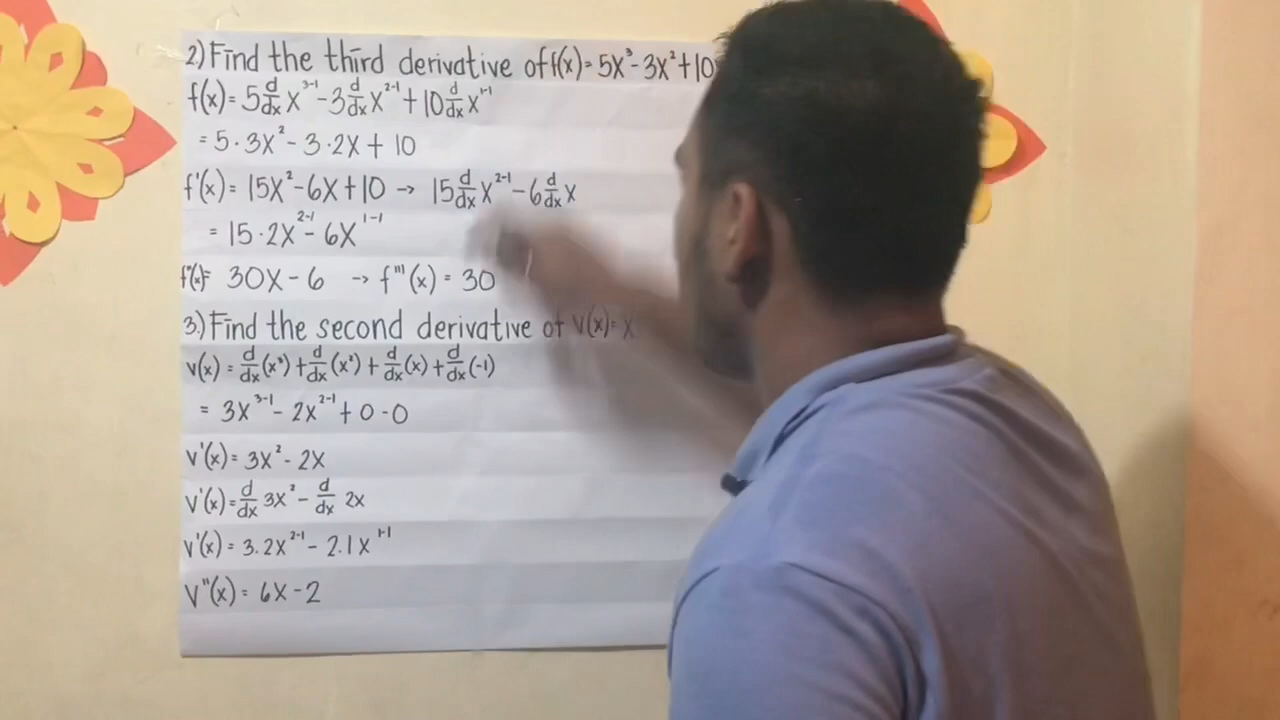 2) Find the third derivative of f(x) = 5x³ - 3x² + 10
f(x) = 5 d/dx x³⁻¹ - 3 d/dx x²⁻¹ + 10 d/dx x¹⁻¹
= 5 · 3x² - 3 · 2x + 10
f'(x) = 15x² - 6x + 10 → 15 d/dx x²⁻¹ - 6 d/dx x
= 15 · 2x²⁻¹ - 6x¹⁻¹
f''(x) = 30x - 6 → f'''(x) = 30
3.) Find the second derivative of v(x) = x
v(x) = d/dx (x³) + d/dx (x²) + d/dx (x) + d/dx (-1)
= 3x³⁻¹ - 2x²⁻¹ + 0 - 0
v'(x) = 3x² - 2x
v'(x) = d/dx 3x² - d/dx 2x
v'(x) = 3.2x²⁻¹ - 2.1x¹⁻¹
v''(x) = 6x - 2